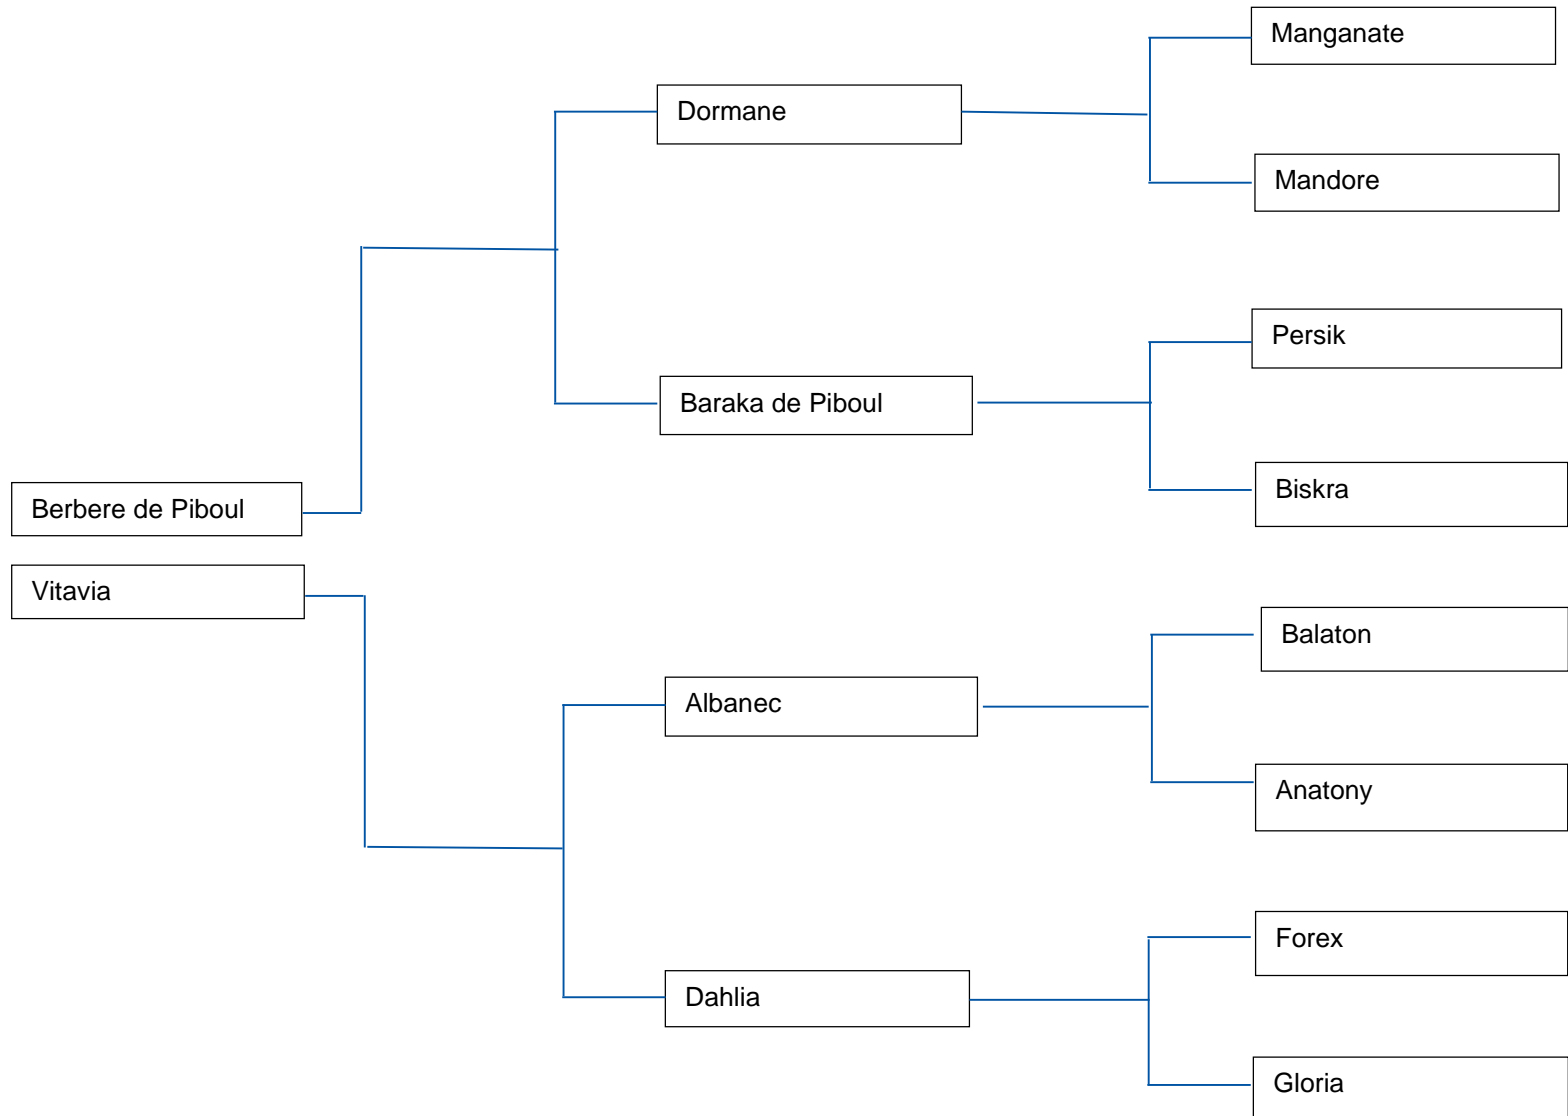 Manganate
Dormane
Mandore
Persik
Baraka de Piboul
Biskra
Berbere de Piboul
Vitavia
Balaton
Albanec
Anatony
Forex
Dahlia
Gloria